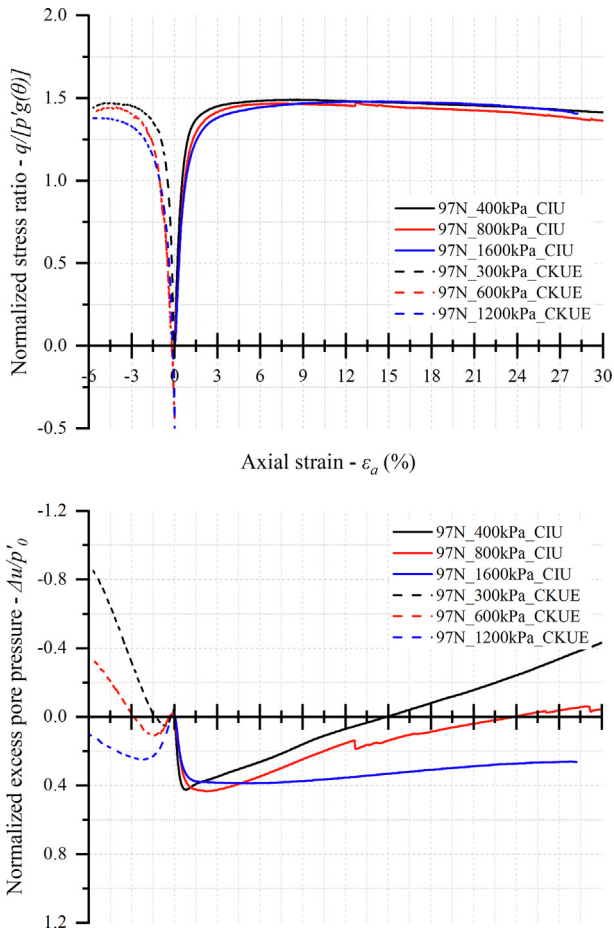 2.0
1.5
1.0
0.5
0.0
-0.5
Normalized stress ratio - q/[p'g(θ)]
97N_400kPa_CIU
97N_800kPa_CIU
97N_1600kPa_CIU
97N_300kPa_CKUE
97N_600kPa_CKUE
97N_1200kPa_CKUE
-6 -3 0 3 6 9 12 15 18 21 24 27 30
Axial strain - εa (%)
-1.2
-0.8
-0.4
0.0
0.4
0.8
1.2
Normalized excess pore pressure - Δu/p'0
97N_400kPa_CIU
97N_800kPa_CIU
97N_1600kPa_CIU
97N_300kPa_CKUE
97N_600kPa_CKUE
97N_1200kPa_CKUE